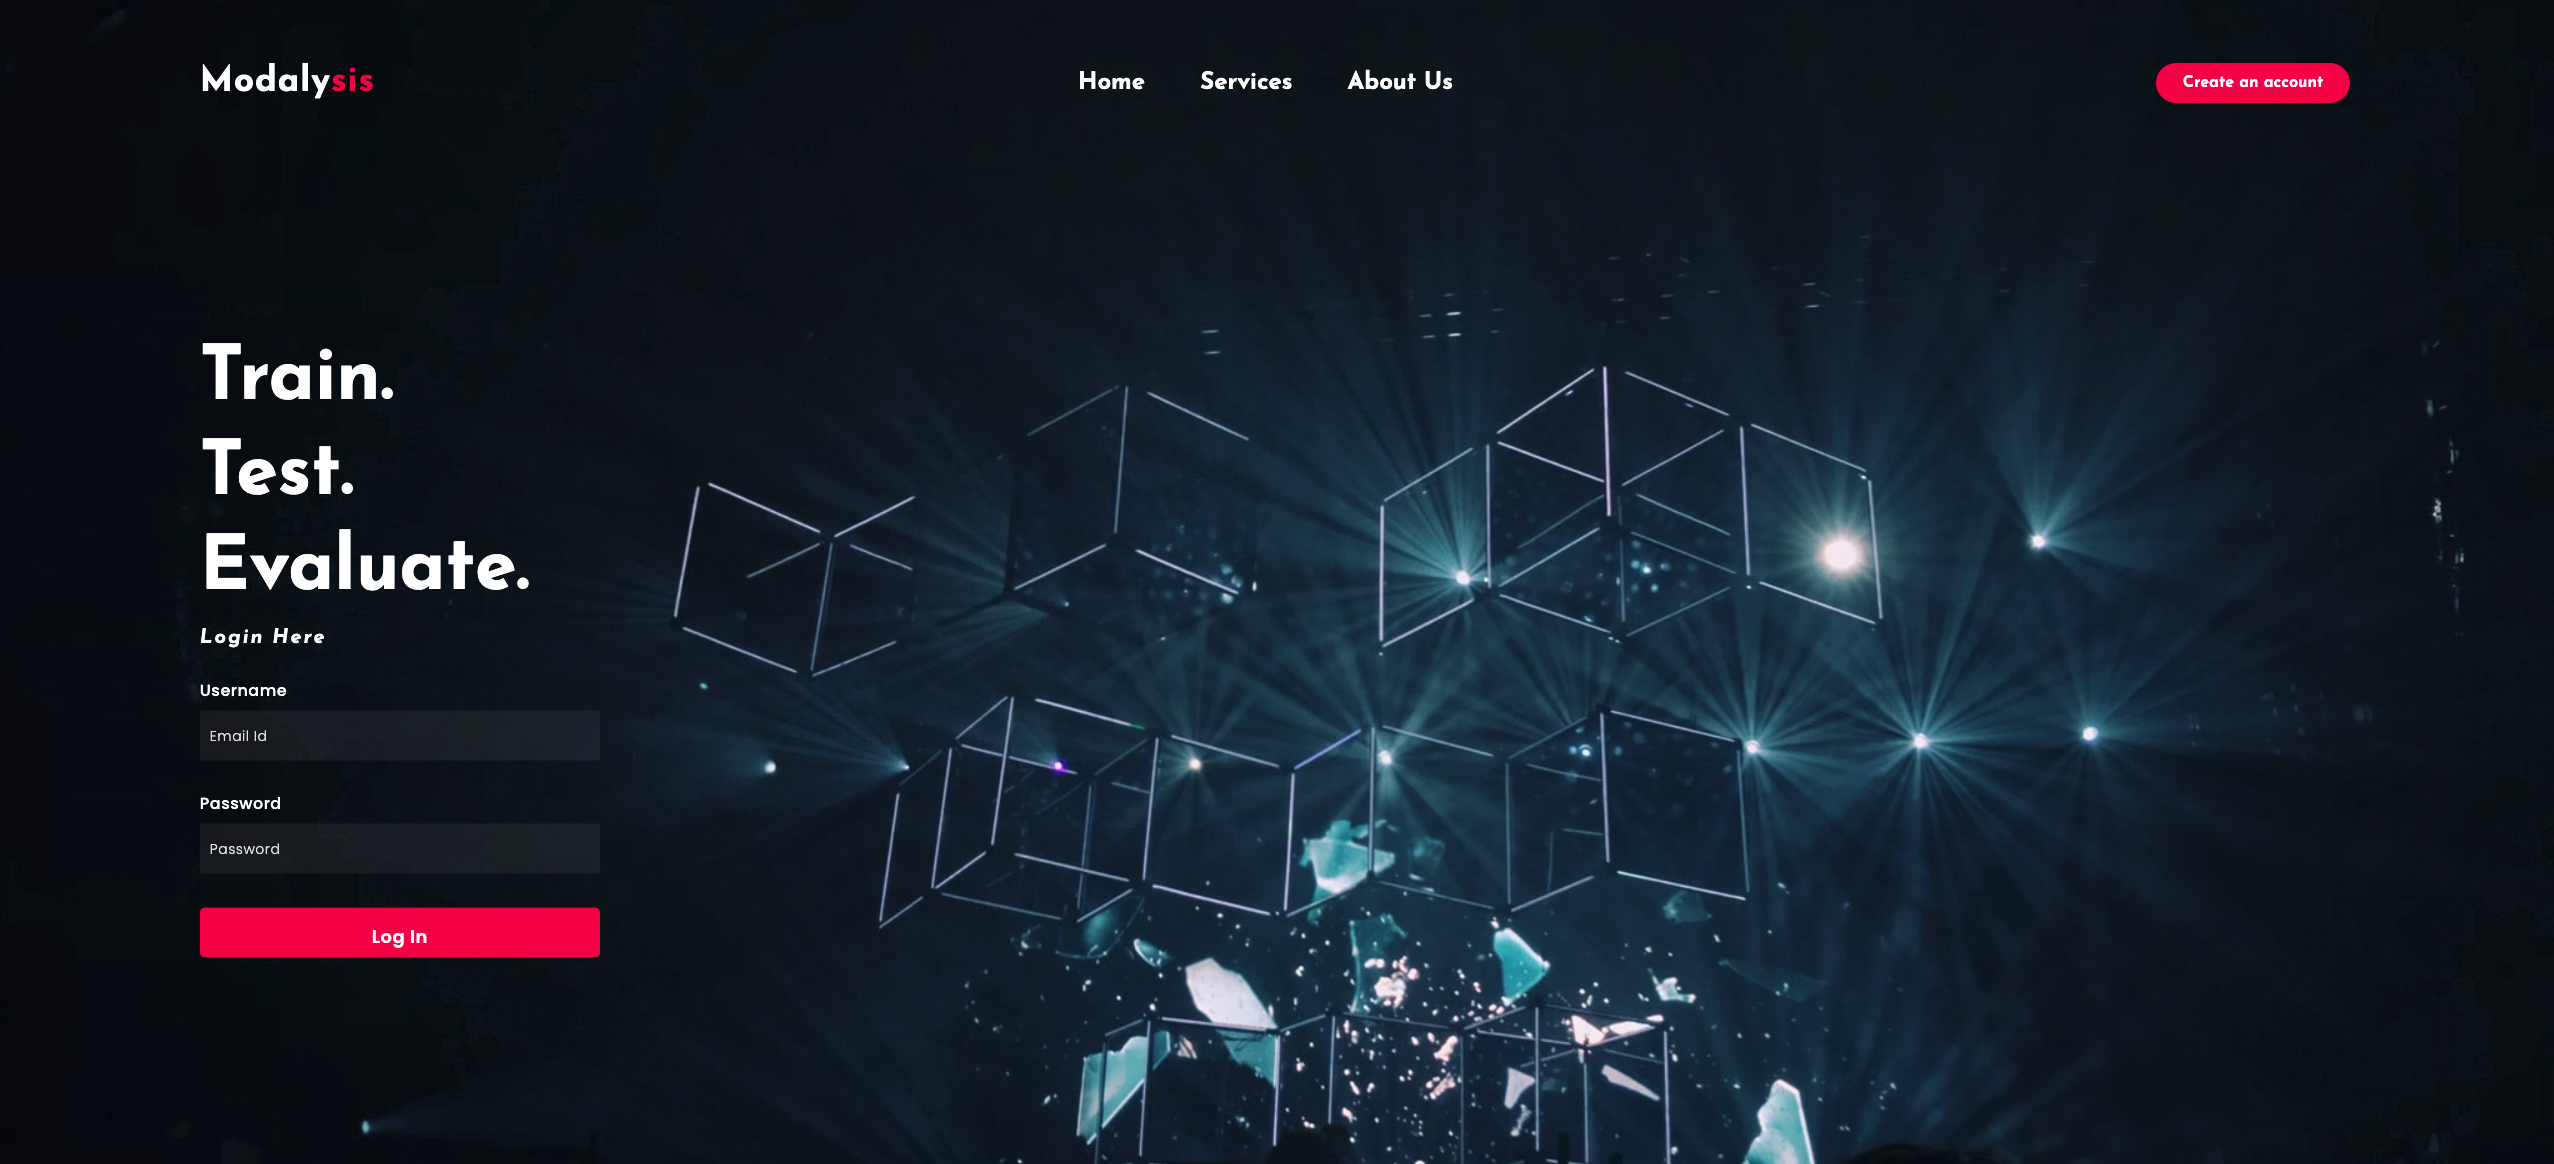 Modalysis
Home Services About Us
Create an account
Train.
Test.
Evaluate.
Login Here
Username
Email Id
Password
Password
Log In